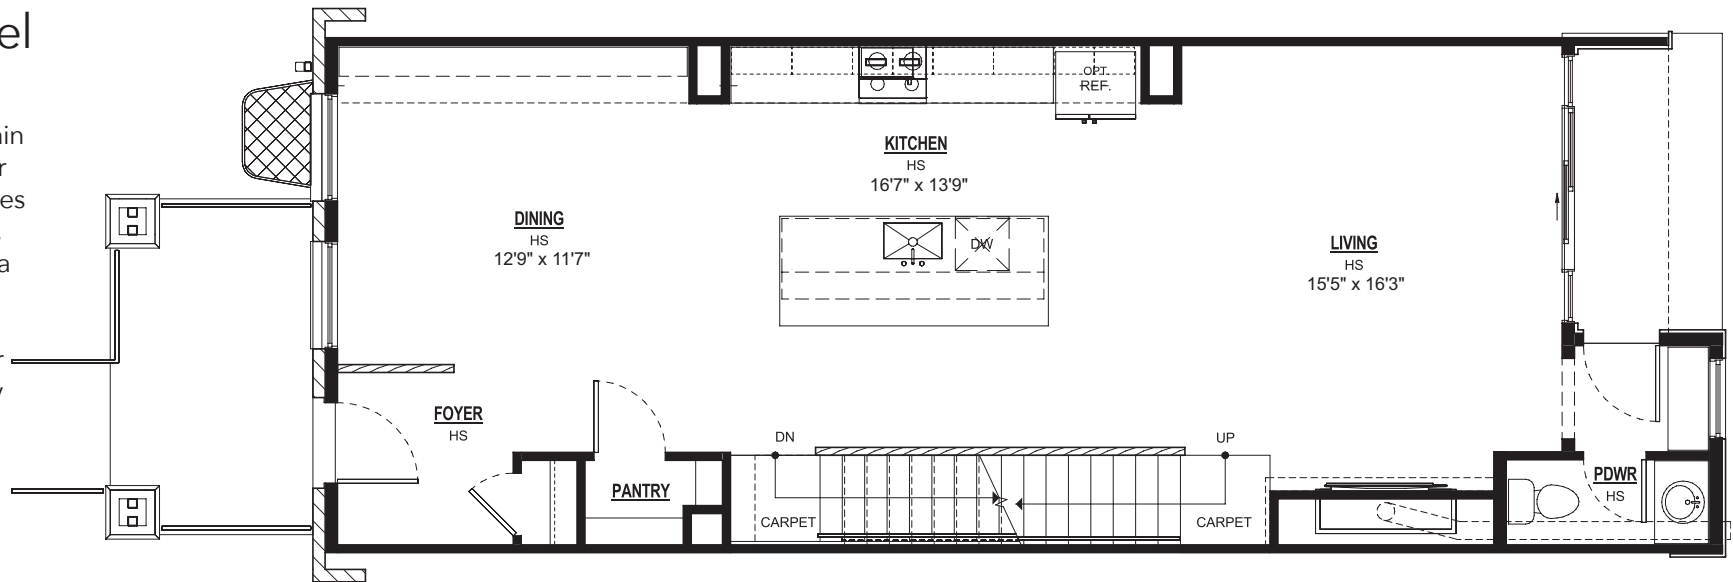 el
ain
r
es
a
r
y
OPT.
REF.
KITCHEN
HS
16'7" x 13'9"
DINING
HS
12'9" x 11'7"
DW
LIVING
HS
15'5" x 16'3"
FOYER
HS
DN
UP
PANTRY
CARPET
CARPET
PDWR
HS